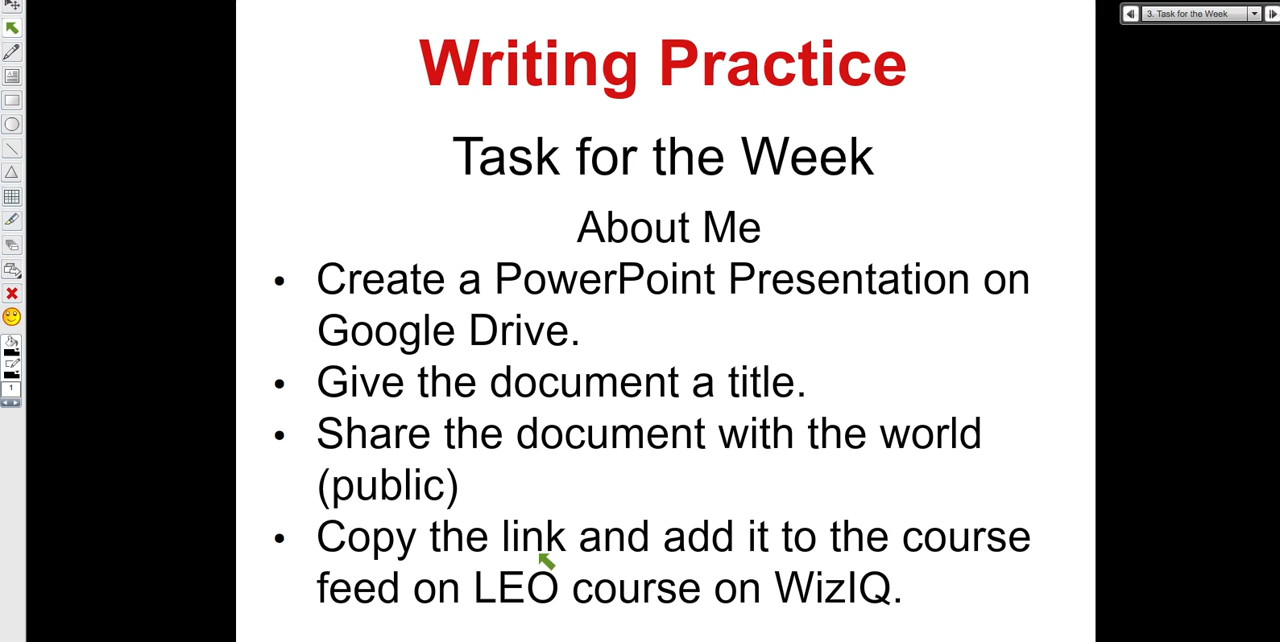 3. Task for the Week
Writing Practice
Task for the Week
About Me
• Create a PowerPoint Presentation on
Google Drive.
• Give the document a title.
• Share the document with the world
(public)
• Copy the link and add it to the course
feed on LEO course on WizIQ.
1